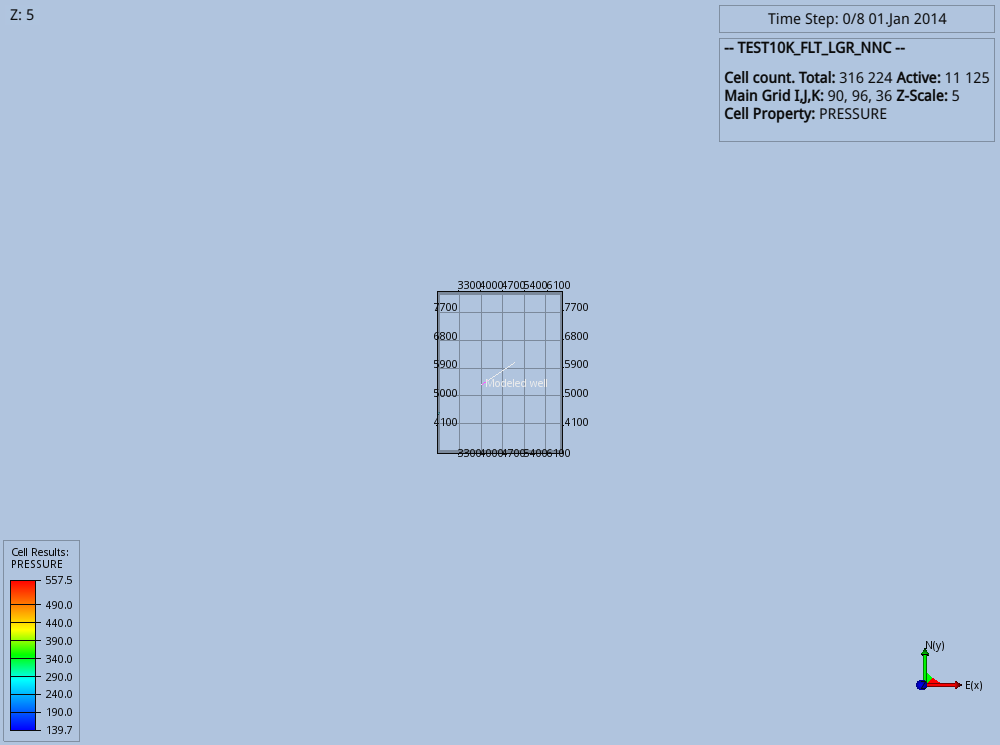 Z: 5
Time Step: 0/8 01.Jan 2014
-- TEST10K_FLT_LGR_NNC --
Cell count. Total: 316 224 Active: 11 125
Main Grid I,J,K: 90, 96, 36 Z-Scale: 5
Cell Property: PRESSURE
3300 4000 4700 5400 6100
7700 7700
6800 6800
5900 5900
Modeled well
5000 5000
4100 4100
3300 4000 4700 5400 6100
Cell Results:
PRESSURE
557.5
490.0
440.0
390.0
340.0
290.0
240.0
190.0
139.7
N(y)
E(x)